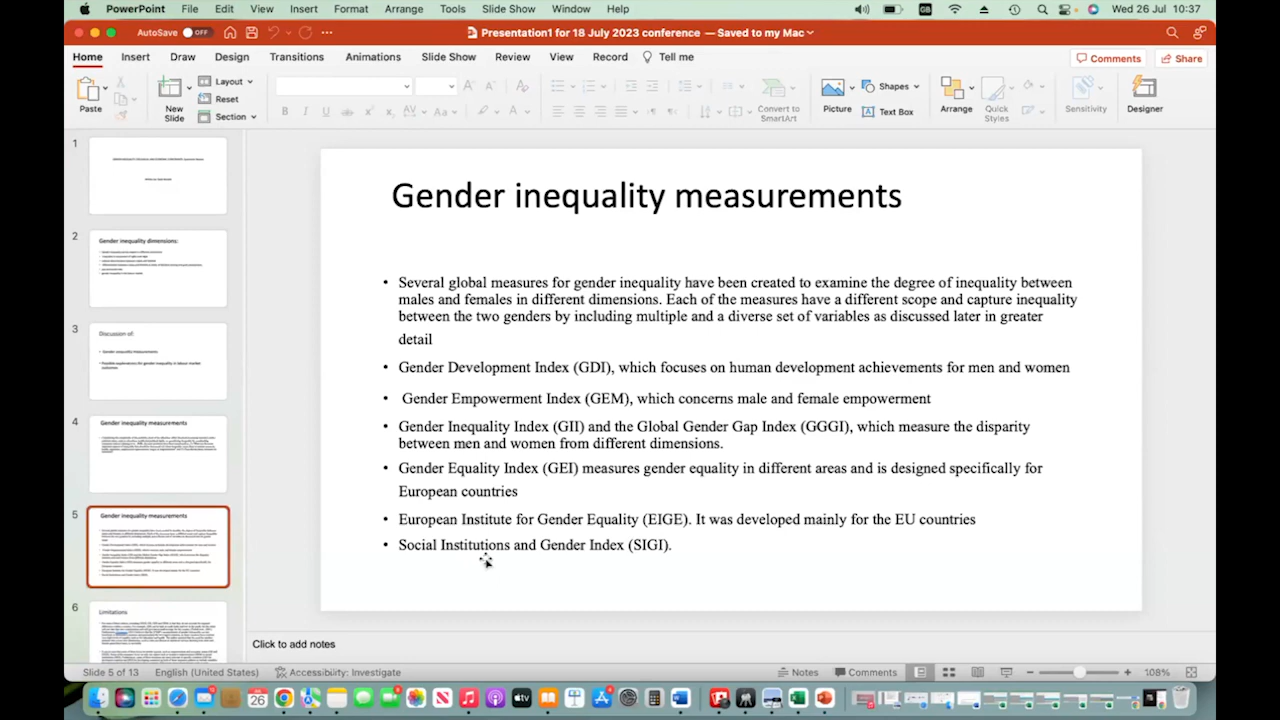 PowerPoint File Edit View Insert Format Arrange Tools Slide Show Window Help Wed 26 Jul 10:37
AutoSave OFF Presentation1 for 18 July 2023 conference — Saved to my Mac
Home Insert Draw Design Transitions Animations Slide Show Review View Record Tell me Comments Share
Paste
New Slide
Layout
Reset
Section
Convert to SmartArt
Picture
Shapes
Text Box
Arrange
Quick Styles
Sensitivity
Designer
1
2
Gender inequality dimensions:
3
Discussion of:
4
Gender inequality measurements
5
Gender inequality measurements
6
Limitations
Gender inequality measurements
• Several global measures for gender inequality have been created to examine the degree of inequality between
males and females in different dimensions. Each of the measures have a different scope and capture inequality
between the two genders by including multiple and a diverse set of variables as discussed later in greater
detail
• Gender Development Index (GDI), which focuses on human development achievements for men and women
• Gender Empowerment Index (GEM), which concerns male and female empowerment
• Gender Inequality Index (GII) and the Global Gender Gap Index (GGGI), which measure the disparity
between men and women from different dimensions.
• Gender Equality Index (GEI) measures gender equality in different areas and is designed specifically for
European countries
• European Institute for Gender Equality (EIGE). It was developed mainly for the EU countries
• Social Institutions and Gender Index (SIGI).
Click to add notes
Slide 5 of 13 English (United States) Accessibility: Investigate Notes Comments 108%